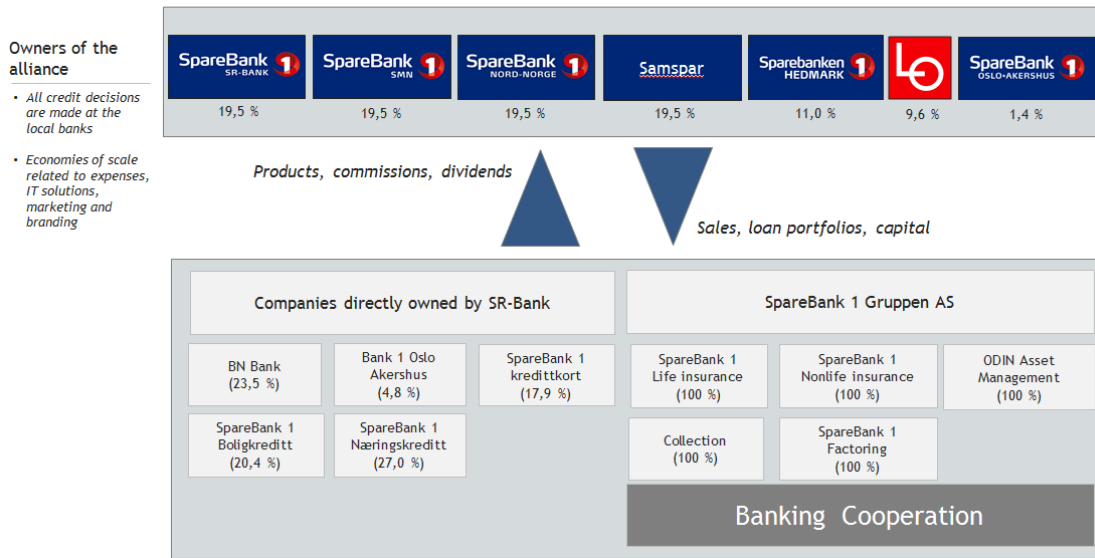 Owners of the
alliance
• All credit decisions
are made at the
local banks
• Economies of scale
related to expenses,
IT solutions,
marketing and
branding
SpareBank 1
SR-BANK
19,5 %
SpareBank 1
SMN
19,5 %
SpareBank 1
NORD-NORGE
19,5 %
Samspar
19,5 %
Sparebanken 1
HEDMARK
11,0 %
LO
9,6 %
SpareBank 1
OSLO•AKERSHUS
1,4 %
Products, commissions, dividends
Sales, loan portfolios, capital
Companies directly owned by SR-Bank
BN Bank
(23,5 %)
Bank 1 Oslo
Akershus
(4,8 %)
SpareBank 1
kredittkort
(17,9 %)
SpareBank 1
Boligkreditt
(20,4 %)
SpareBank 1
Næringskreditt
(27,0 %)
SpareBank 1 Gruppen AS
SpareBank 1
Life insurance
(100 %)
SpareBank 1
Nonlife insurance
(100 %)
ODIN Asset
Management
(100 %)
Collection
(100 %)
SpareBank 1
Factoring
(100 %)
Banking Cooperation